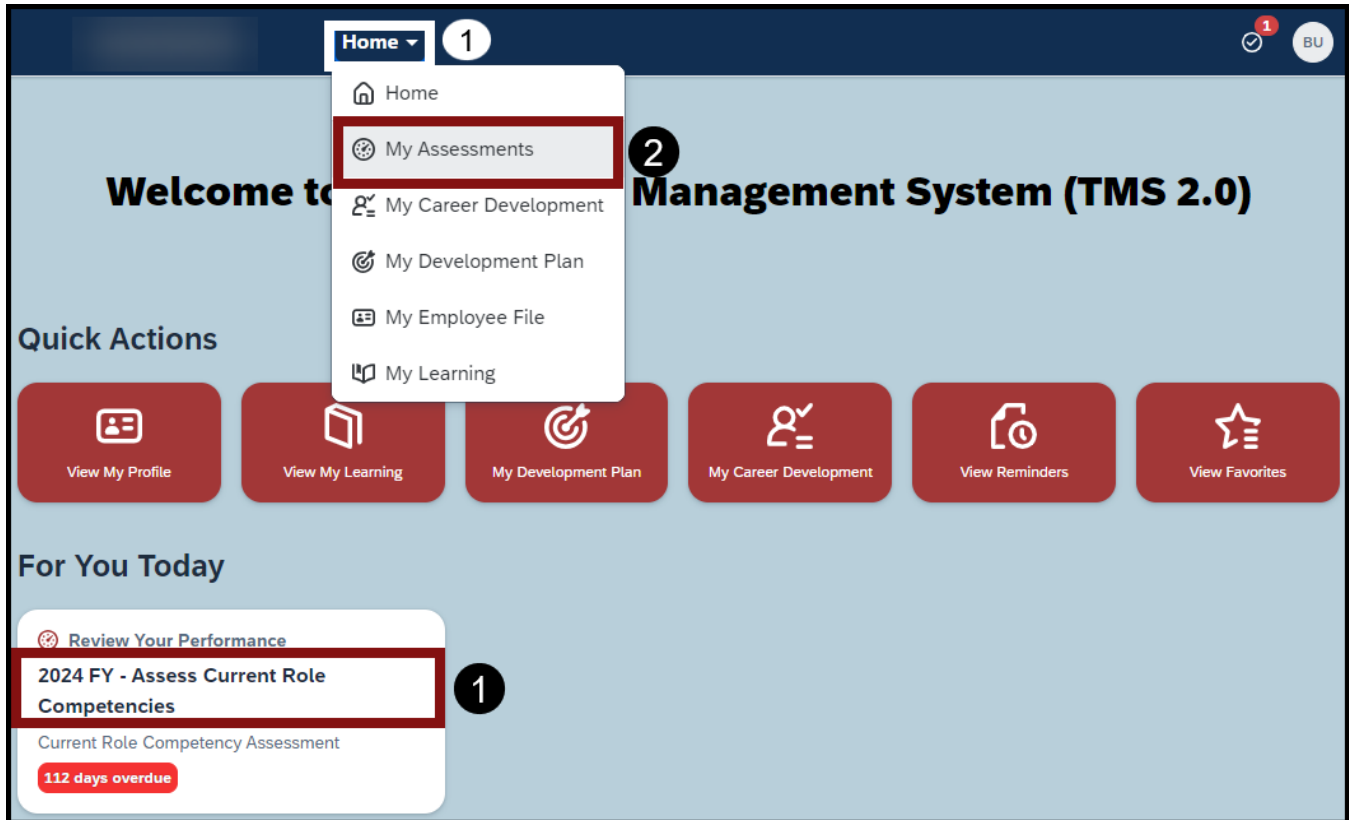 Home
1
1
BU
Home
My Assessments
2
My Career Development
My Development Plan
My Employee File
My Learning
Welcome to Management System (TMS 2.0)
Quick Actions
View My Profile
View My Learning
My Development Plan
My Career Development
View Reminders
View Favorites
For You Today
Review Your Performance
2024 FY - Assess Current Role
Competencies
1
Current Role Competency Assessment
112 days overdue